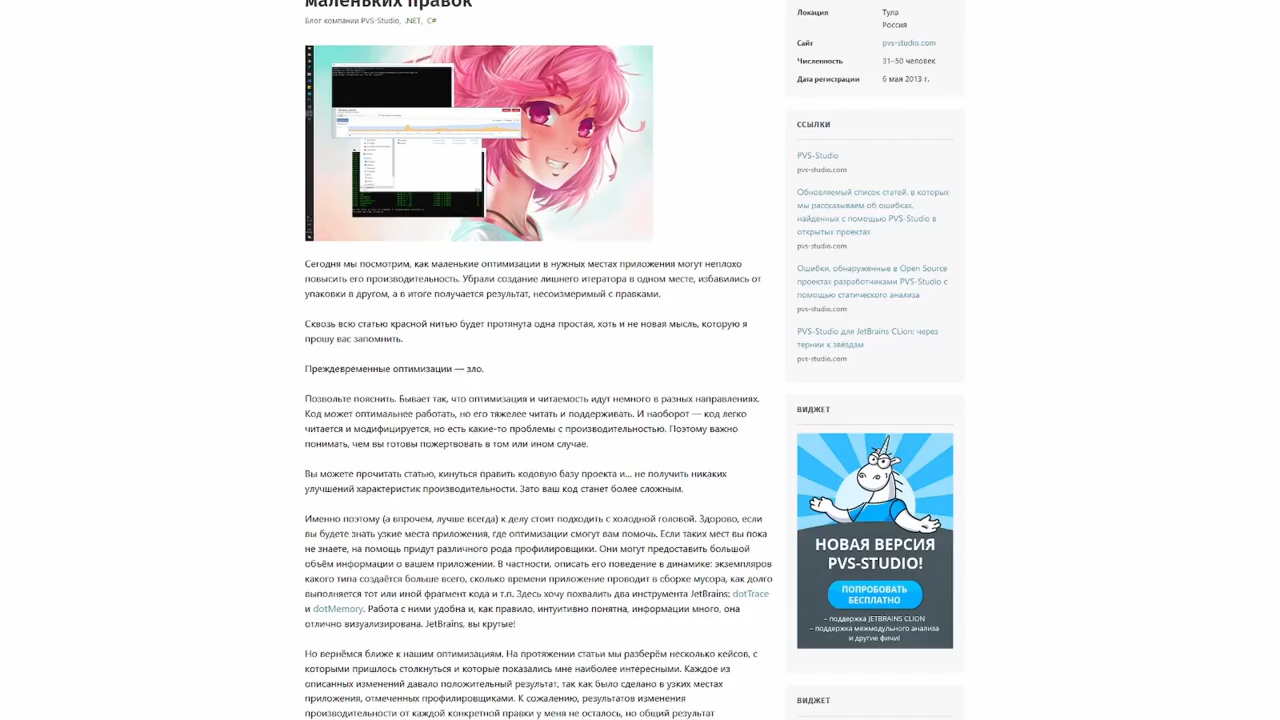 маленьких правок
Блог компании PVS-Studio, .NET, C#
Сегодня мы посмотрим, как маленькие оптимизации в нужных местах приложения могут неплохо
повысить его производительность. Убрали создание лишнего итератора в одном месте, избавились от
упаковки в другом, а в итоге получается результат, несоизмеримый с правками.
Сквозь всю статью красной нитью будет протянута одна простая, хоть и не новая мысль, которую я
прошу вас запомнить.
Преждевременные оптимизации — зло.
Позвольте пояснить. Бывает так, что оптимизация и читаемость идут немного в разных направлениях.
Код может оптимальнее работать, но его тяжелее читать и поддерживать. И наоборот — код легко
читается и модифицируется, но есть какие-то проблемы с производительностью. Поэтому важно
понимать, чем вы готовы пожертвовать в том или ином случае.
Вы можете прочитать статью, кинуться править кодовую базу проекта и... не получить никаких
улучшений характеристик производительности. Зато ваш код станет более сложным.
Именно поэтому (а впрочем, лучше всегда) к делу стоит подходить с холодной головой. Здорово, если
вы будете знать узкие места приложения, где оптимизации смогут вам помочь. Если таких мест вы пока
не знаете, на помощь придут различного рода профилировщики. Они могут предоставить большой
объём информации о вашем приложении. В частности, описать его поведение в динамике: экземпляров
какого типа создаётся больше всего, сколько времени приложение проводит в сборке мусора, как долго
выполняется тот или иной фрагмент кода и т.п. Здесь хочу похвалить два инструмента JetBrains: dotTrace
и dotMemory. Работа с ними удобна и, как правило, интуитивно понятна, информации много, она
отлично визуализирована. JetBrains, вы крутые!
Но вернёмся ближе к нашим оптимизациям. На протяжении статьи мы разберём несколько кейсов, с
которыми пришлось столкнуться и которые показались мне наиболее интересными. Каждое из
описанных изменений давало положительный результат, так как было сделано в узких местах
приложения, отмеченных профилировщиками. К сожалению, результатов изменения
производительности от каждой конкретной правки у меня не осталось, но общий результат
Локация Тула
Россия
Сайт pvs-studio.com
Численность 31–50 человек
Дата регистрации 6 мая 2013 г.
ССЫЛКИ
PVS-Studio
pvs-studio.com
Обновляемый список статей, в которых
мы рассказываем об ошибках,
найденных с помощью PVS-Studio в
открытых проектах
pvs-studio.com
Ошибки, обнаруженные в Open Source
проектах разработчиками PVS-Studio с
помощью статического анализа
pvs-studio.com
PVS-Studio для JetBrains CLion: через
тернии к звёздам
pvs-studio.com
ВИДЖЕТ
НОВАЯ ВЕРСИЯ
PVS-STUDIO!
ПОПРОБОВАТЬ
БЕСПЛАТНО
– поддержка JETBRAINS CLION
– поддержка межмодульного анализа
и другие фичи!
ВИДЖЕТ